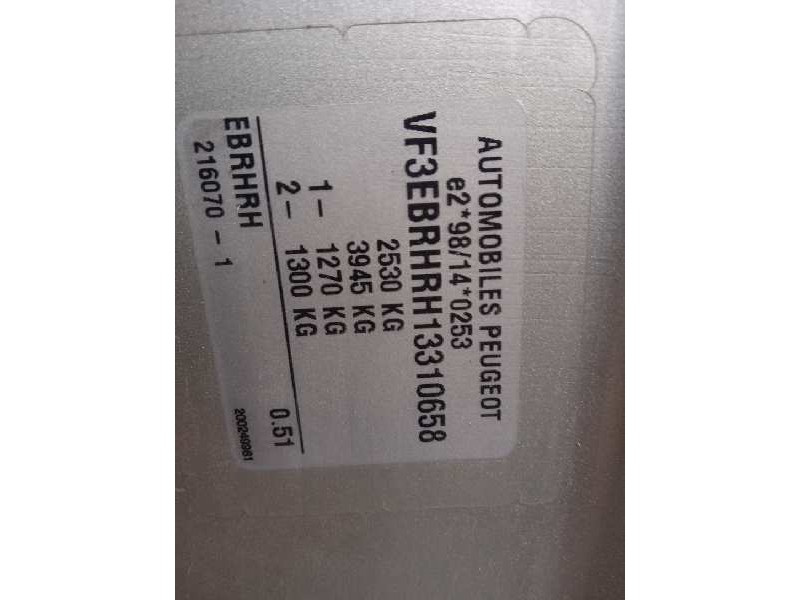 AUTOMOBILES PEUGEOT
e2*98/14*0253
VF3EBRHRH13310658
2530 KG
3945 KG
1- 1270 KG
2- 1300 KG
0.51
EBRHRH
216070 - 1
200240981